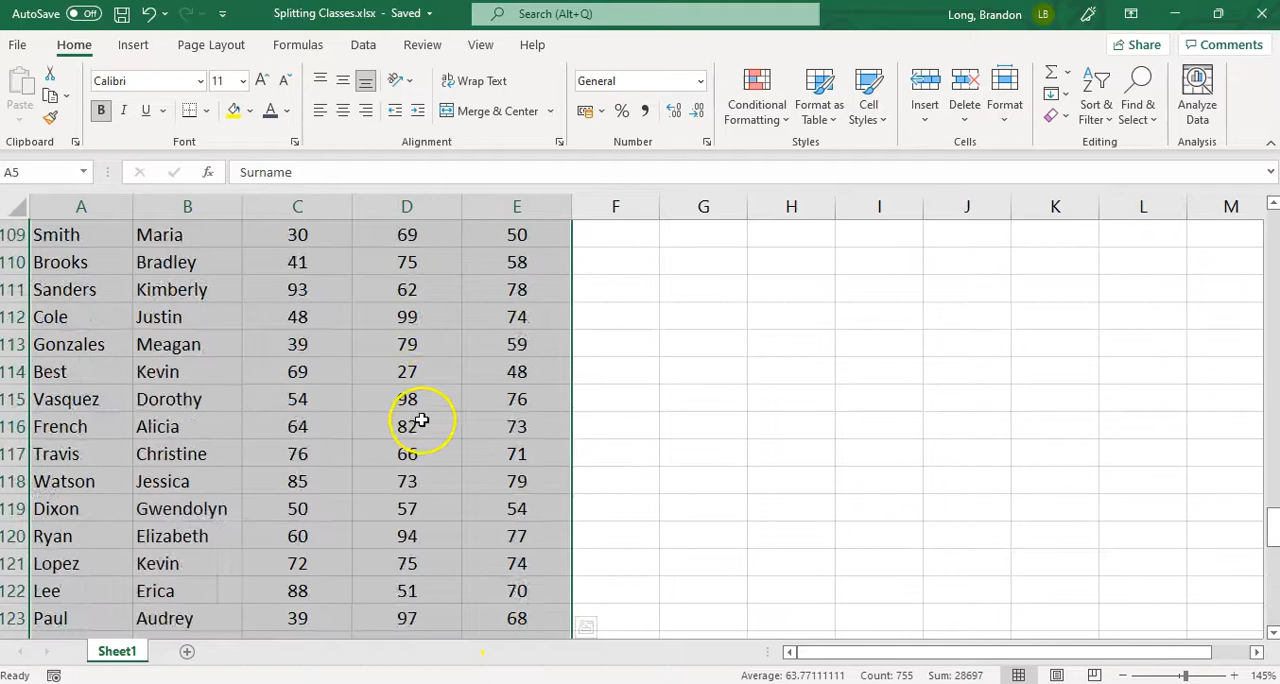 AutoSave Off Splitting Classes.xlsx - Saved Search (Alt+Q) Long, Brandon LB
File Home Insert Page Layout Formulas Data Review View Help Share Comments
Paste Calibri 11 Wrap Text Merge & Center General Conditional Formatting Format as Table Cell Styles Insert Delete Format Sort & Filter Find & Select Analyze Data
Clipboard Font Alignment Number Styles Cells Editing Analysis
A5 fx Surname
A B C D E F G H I J K L M
109 Smith Maria 30 69 50
110 Brooks Bradley 41 75 58
111 Sanders Kimberly 93 62 78
112 Cole Justin 48 99 74
113 Gonzales Meagan 39 79 59
114 Best Kevin 69 27 48
115 Vasquez Dorothy 54 98 76
116 French Alicia 64 82 73
117 Travis Christine 76 66 71
118 Watson Jessica 85 73 79
119 Dixon Gwendolyn 50 57 54
120 Ryan Elizabeth 60 94 77
121 Lopez Kevin 72 75 74
122 Lee Erica 88 51 70
123 Paul Audrey 39 97 68
Sheet1
Ready Average: 63.77111111 Count: 755 Sum: 28697 145%